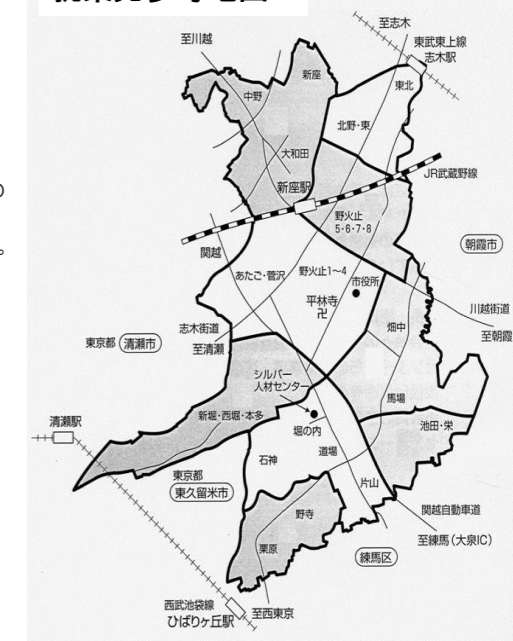 至志木
東武東上線
志木駅
至川越
新座
中野
東北
北野・東
大和田
JR武蔵野線
新座駅
野火止
5・6・7・8
関越
朝霞市
あたご・菅沢
野火止1〜4
市役所
平林寺
卍
川越街道
至朝霞
畑中
志木街道
至清瀬
東京都
清瀬市
シルバー
人材センター
馬場
新堀・西堀・本多
堀の内
池田・栄
清瀬駅
石神
道場
東京都
東久留米市
片山
関越自動車道
至練馬(大泉IC)
野寺
栗原
練馬区
西武池袋線
ひばりヶ丘駅
至西東京